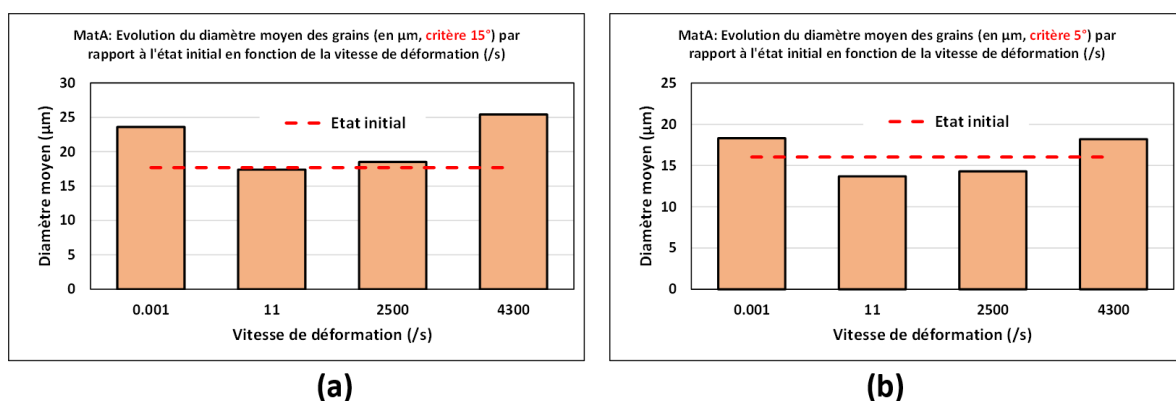 MatA: Evolution du diamètre moyen des grains (en µm, critère 15°) par
rapport à l'état initial en fonction de la vitesse de déformation (/s)
30
25
20
15
10
5
0
Diamètre moyen (µm)
Etat initial
0.001
11
2500
4300
Vitesse de déformation (/s)
(a)
MatA: Evolution du diamètre moyen des grains (en µm, critère 5°) par
rapport à l'état initial en fonction de la vitesse de déformation (/s)
25
20
15
10
5
0
Diamètre moyen (µm)
Etat initial
0.001
11
2500
4300
Vitesse de déformation (/s)
(b)